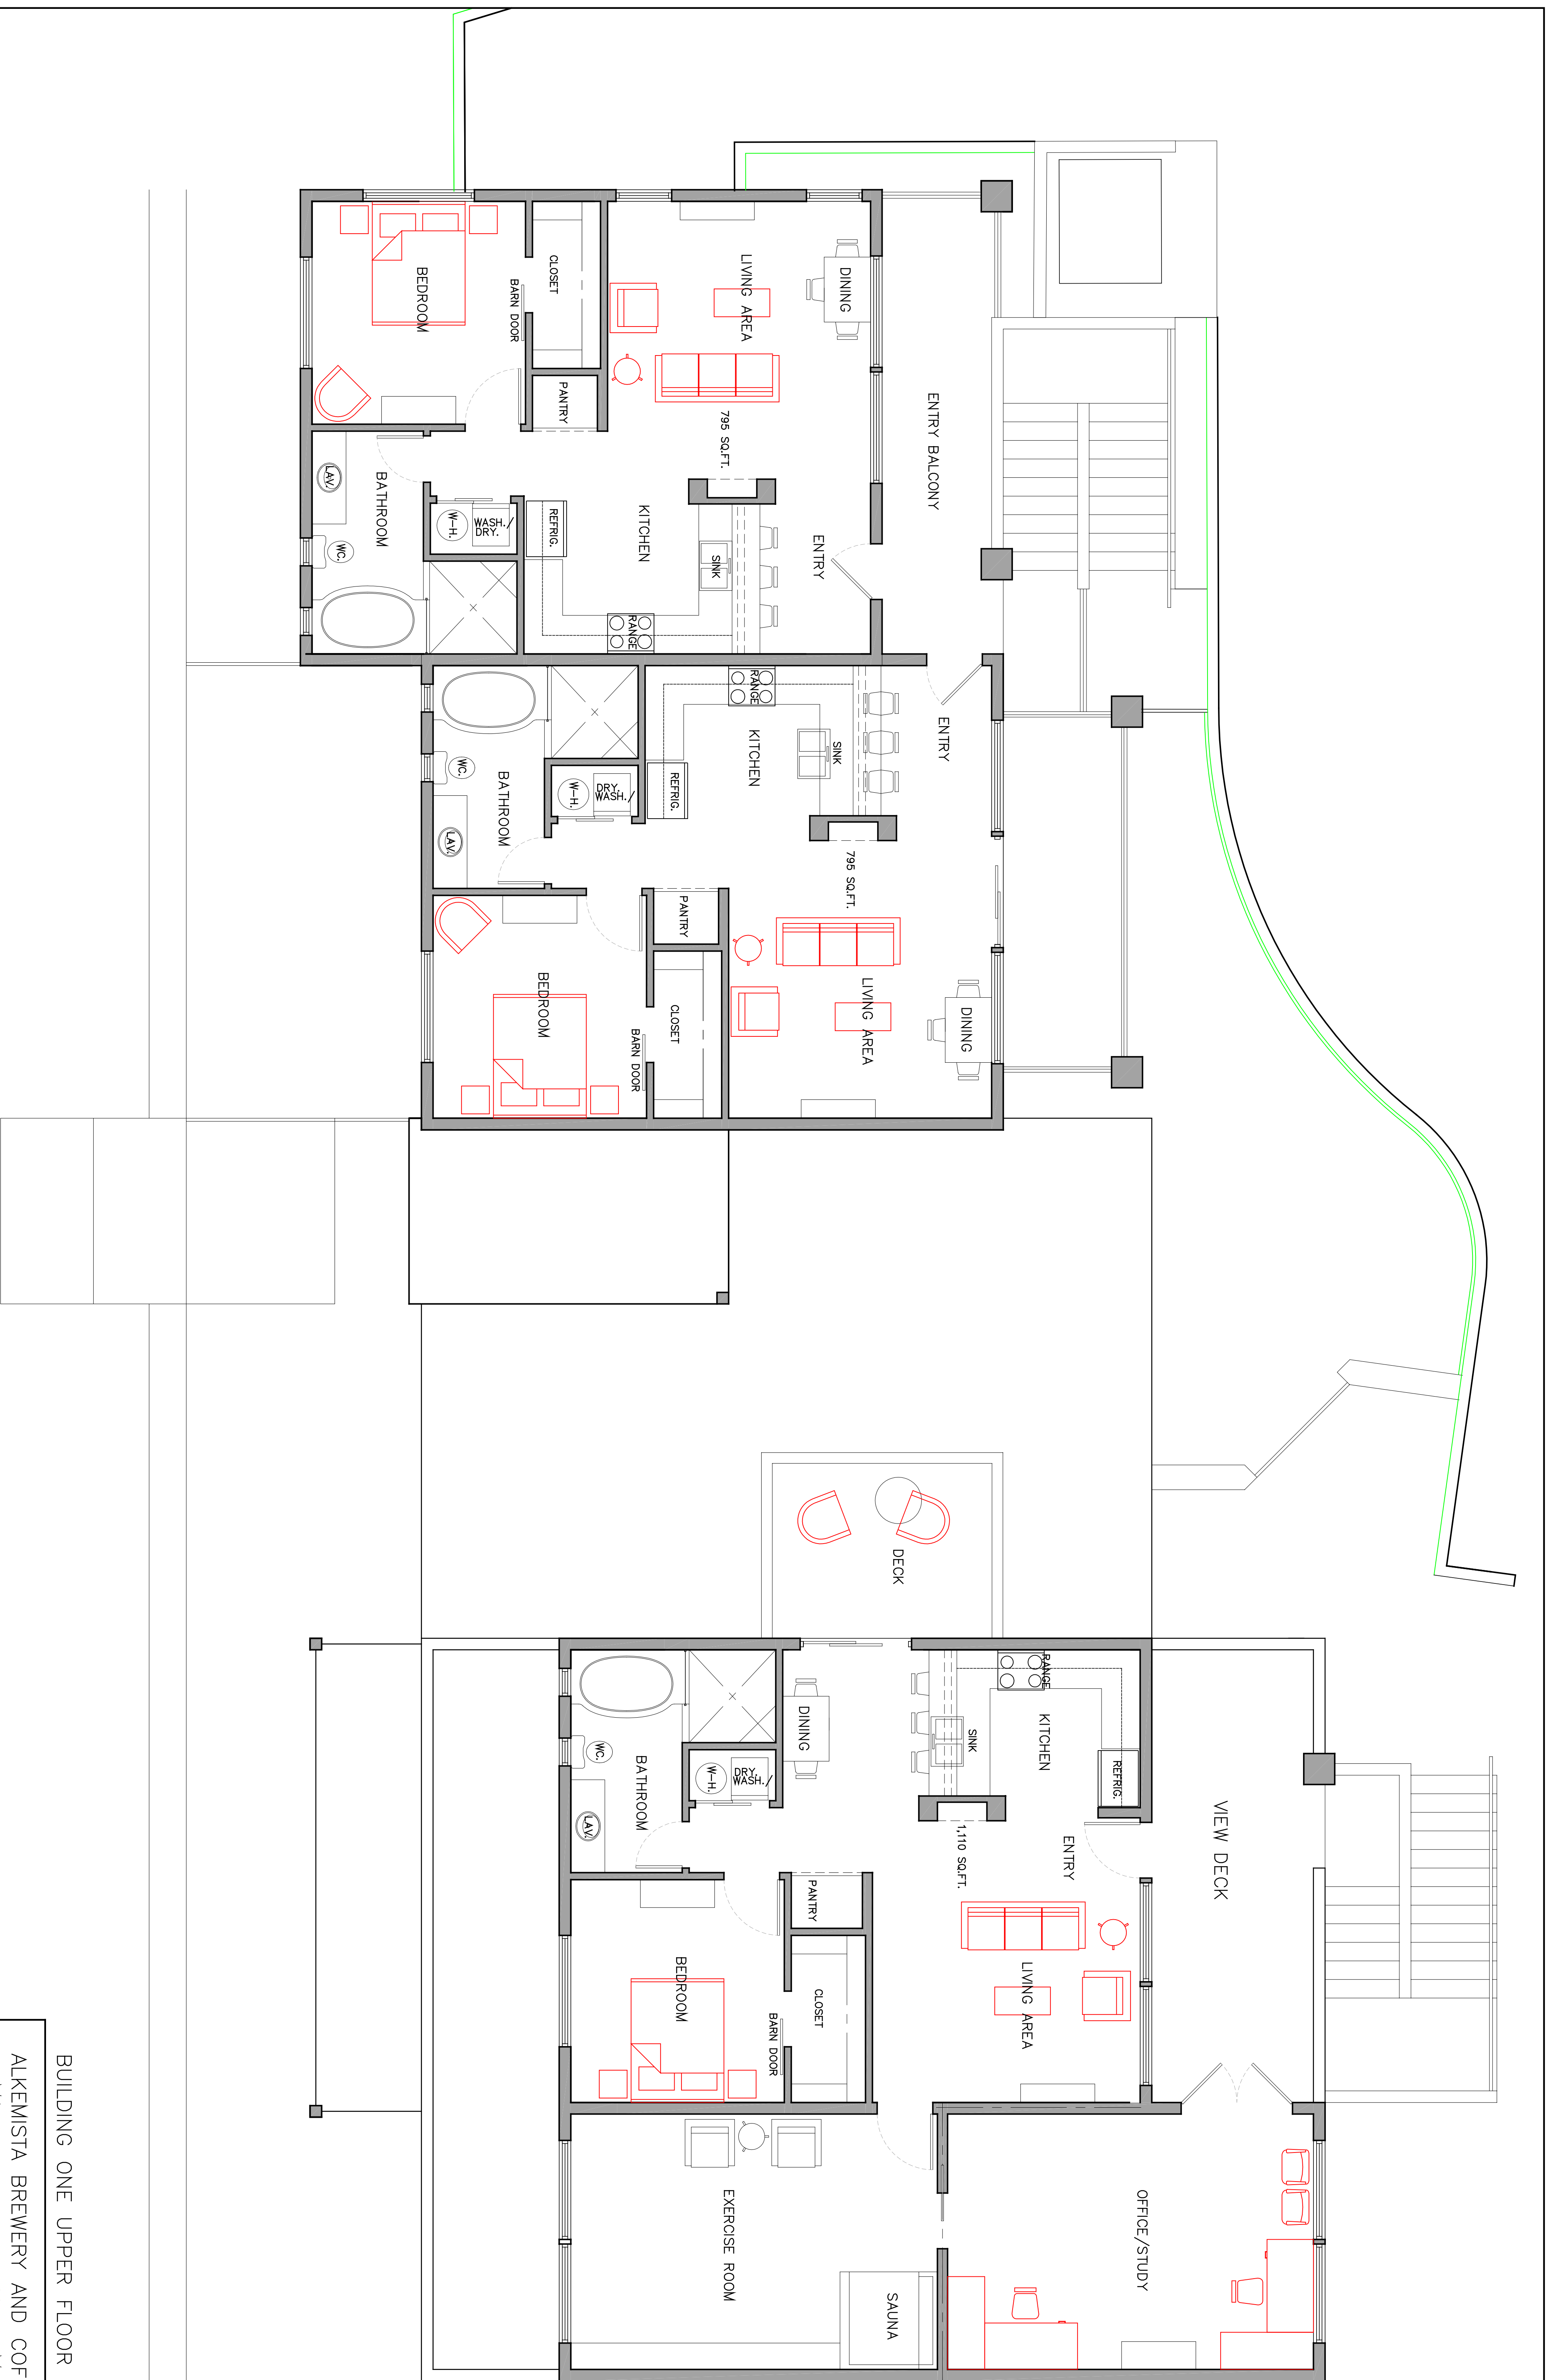 ENTRY BALCONY
DINING
LIVING AREA
795 SQ.FT.
ENTRY
SINK
KITCHEN
RANGE
REFRIG.
CLOSET
BARN DOOR
PANTRY
BEDROOM
BATHROOM
LAV.
WC.
W-H.
WASH./
DRY.
ENTRY
SINK
KITCHEN
RANGE
REFRIG.
795 SQ.FT.
LIVING AREA
DINING
PANTRY
CLOSET
BARN DOOR
BEDROOM
BATHROOM
LAV.
WC.
W-H.
DRY.
WASH./
DECK
VIEW DECK
RANGE
KITCHEN
SINK
REFRIG.
ENTRY
1,110 SQ.FT.
LIVING AREA
DINING
PANTRY
CLOSET
BARN DOOR
BEDROOM
BATHROOM
LAV.
WC.
W-H.
DRY.
WASH./
OFFICE/STUDY
EXERCISE ROOM
SAUNA
BUILDING ONE UPPER FLOOR
ALKEMISTA BREWERY AND COF